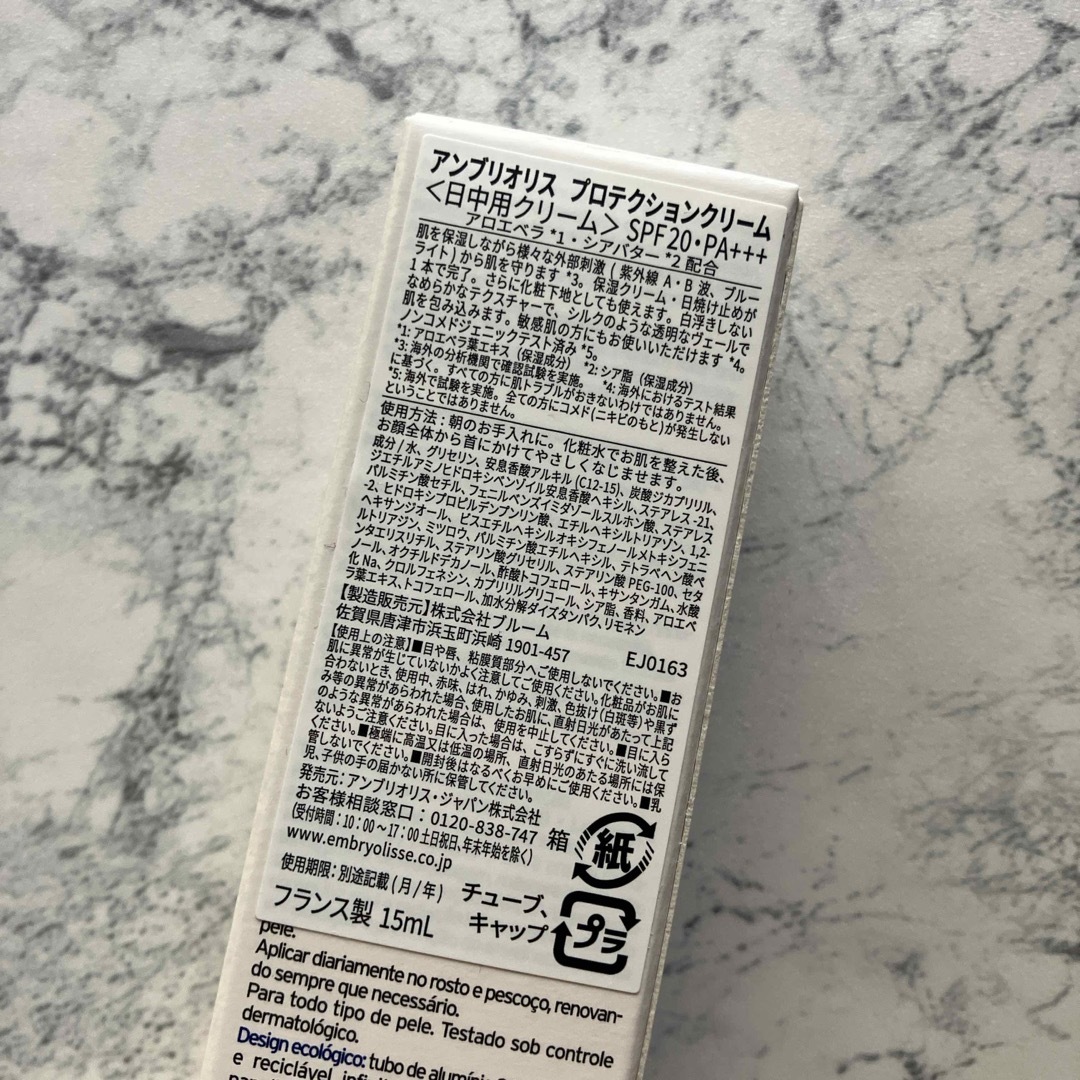 アンブリオリス プロテクションクリーム
＜日中用クリーム＞ SPF20・PA+++
アロエベラ *1・シアバター *2 配合
肌を保湿しながら様々な外部刺激 ( 紫外線 A・B 波、ブルー
ライト) から肌を守ります *3。保湿クリーム・日焼け止めが
1 本で完了。さらに化粧下地としても使えます。白浮きしない
なめらかなテクスチャーで、シルクのような透明なヴェールで
肌を包み込みます。敏感肌の方にもお使いいただけます *4。
ノンコメドジェニックテスト済み *5。
*1: アロエベラ葉エキス（保湿成分） *2: シア脂（保湿成分）
*3: 海外の分析機関で確認試験を実施。 *4: 海外におけるテスト結果
に基づく。すべての方に肌トラブルがおきないわけではありません。
*5: 海外で試験を実施。全ての方にコメド(ニキビのもと)が発生しない
ということではありません。
使用方法：朝のお手入れに。化粧水でお肌を整えた後、
お顔全体から首にかけてやさしくなじませます。
成分 / 水、グリセリン、安息香酸アルキル (C12-15)、炭酸ジカプリリル、
ジエチルアミノヒドロキシベンゾイル安息香酸ヘキシル、ステアレス -21、
パルミチン酸セチル、フェニルベンズイミダゾールスルホン酸、ステアレス
-2、ヒドロキシプロピルデンプンリン酸、エチルヘキシルトリアゾン、1,2-
ヘキサンジオール、ビスエチルヘキシルオキシフェノールメトキシフェニ
ルトリアジン、ミツロウ、パルミチン酸エチルヘキシル、テトラベヘン酸ペ
ンタエリスリチル、ステアリン酸グリセリル、ステアリン酸 PEG-100、セタ
ノール、オクチルドデカノール、酢酸トコフェロール、キサンタンガム、水酸
化 Na、クロルフェネシン、カプリリルグリコール、シア脂、香料、アロエベ
ラ葉エキス、トコフェロール、加水分解ダイズタンパク、リモネン
【製造販売元】株式会社ブルーム
佐賀県唐津市浜玉町浜崎 1901-457 EJ0163
【使用上の注意】■目や唇、粘膜質部分へご使用しないでください。■お
肌に異常が生じていないかよく注意してご使用ください。化粧品がお肌に
合わないとき、使用中、赤味、はれ、かゆみ、刺激、色抜け(白斑等)や黒ず
み等の異常があらわれた場合、使用したお肌に、直射日光があたって上記
のような異常があらわれた場合は、使用を中止してください。■目に入ら
ないようご注意ください。目に入った場合は、こすらずにすぐに洗い流して
ください。■極端に高温又は低温の場所、直射日光のあたる場所には保
管しないでください。■開封後はなるべくお早めにご使用ください。■乳
児、子供の手の届かない所に保管してください。
発売元：アンブリオリス・ジャパン株式会社
お客様相談窓口：0120-838-747
(受付時間：10：00～17：00 土日祝日、年末年始を除く)
www.embryolisse.co.jp
箱 紙
使用期限：別途記載 ( 月 / 年 )
フランス製 15mL
チューブ、
キャップ プラ
pele.
Aplicar diariamente no rosto e pescoço, renovan-
do sempre que necessário.
Para todo tipo de pele. Testado sob controle
dermatológico.
Design ecológico: tubo de
e reciclável